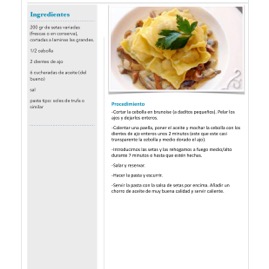 Ingredientes
200 gr de setas variadas
(frescas o en conserva),
cortadas a láminas las grandes.
1/2 cebolla
2 dientes de ajo
6 cucharadas de aceite (del
bueno)
sal
pasta tipo: solea de trufa o
similar
Procedimiento
-Cortar la cebolla en brunoise (a daditos pequeños). Pelar los
ajos y dejarlos enteros.
-Calentar una paella, poner el aceite y mochar la cebolla con los
dientes de ajo enteros unos 2 minutos (esto que este casi
transparente la cebolla y medio dorado el ajo)
-Introducimos las setas y las rehogamos a fuego medio/alto
durante 7 minutos o hasta que estén hechas.
-Salar y reservar.
-Hacer la pasta y escurrir.
-Servir la pasta con la salsa de setas por encima. Añadir un
chorro de aceite de muy buena calidad y servir caliente.